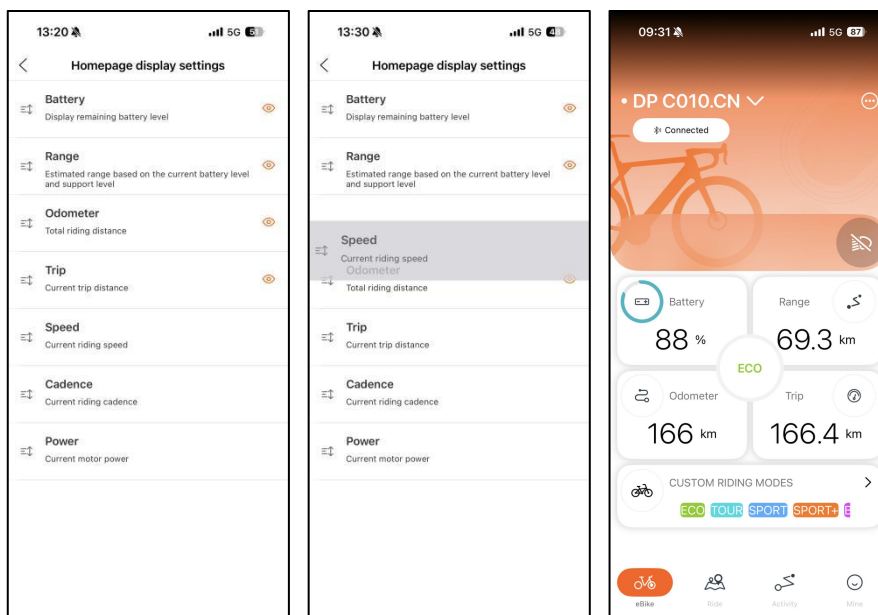 13:20
5G 5
Homepage display settings
Battery
Display remaining battery level
Range
Estimated range based on the current battery level
and support level
Odometer
Total riding distance
Trip
Current trip distance
Speed
Current riding speed
Cadence
Current riding cadence
Power
Current motor power
13:30
5G 4
Homepage display settings
Battery
Display remaining battery level
Range
Estimated range based on the current battery level
and support level
Speed
Current riding speed
Odometer
Total riding distance
Trip
Current trip distance
Cadence
Current riding cadence
Power
Current motor power
09:31
5G 87
• DP C010.CN
Connected
Battery
88 %
Range
69.3 km
ECO
Odometer
166 km
Trip
166.4 km
CUSTOM RIDING MODES
ECO TOUR SPORT SPORT+
eBike
Ride
Activity
Mine